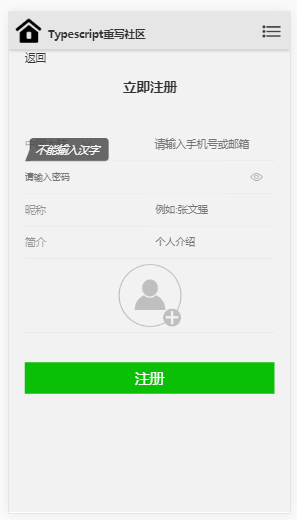 Typescript重写社区
返回
立即注册
不能输入汉字
请输入手机号或邮箱
请输入密码
昵称
例如:张文强
简介
个人介绍
注册